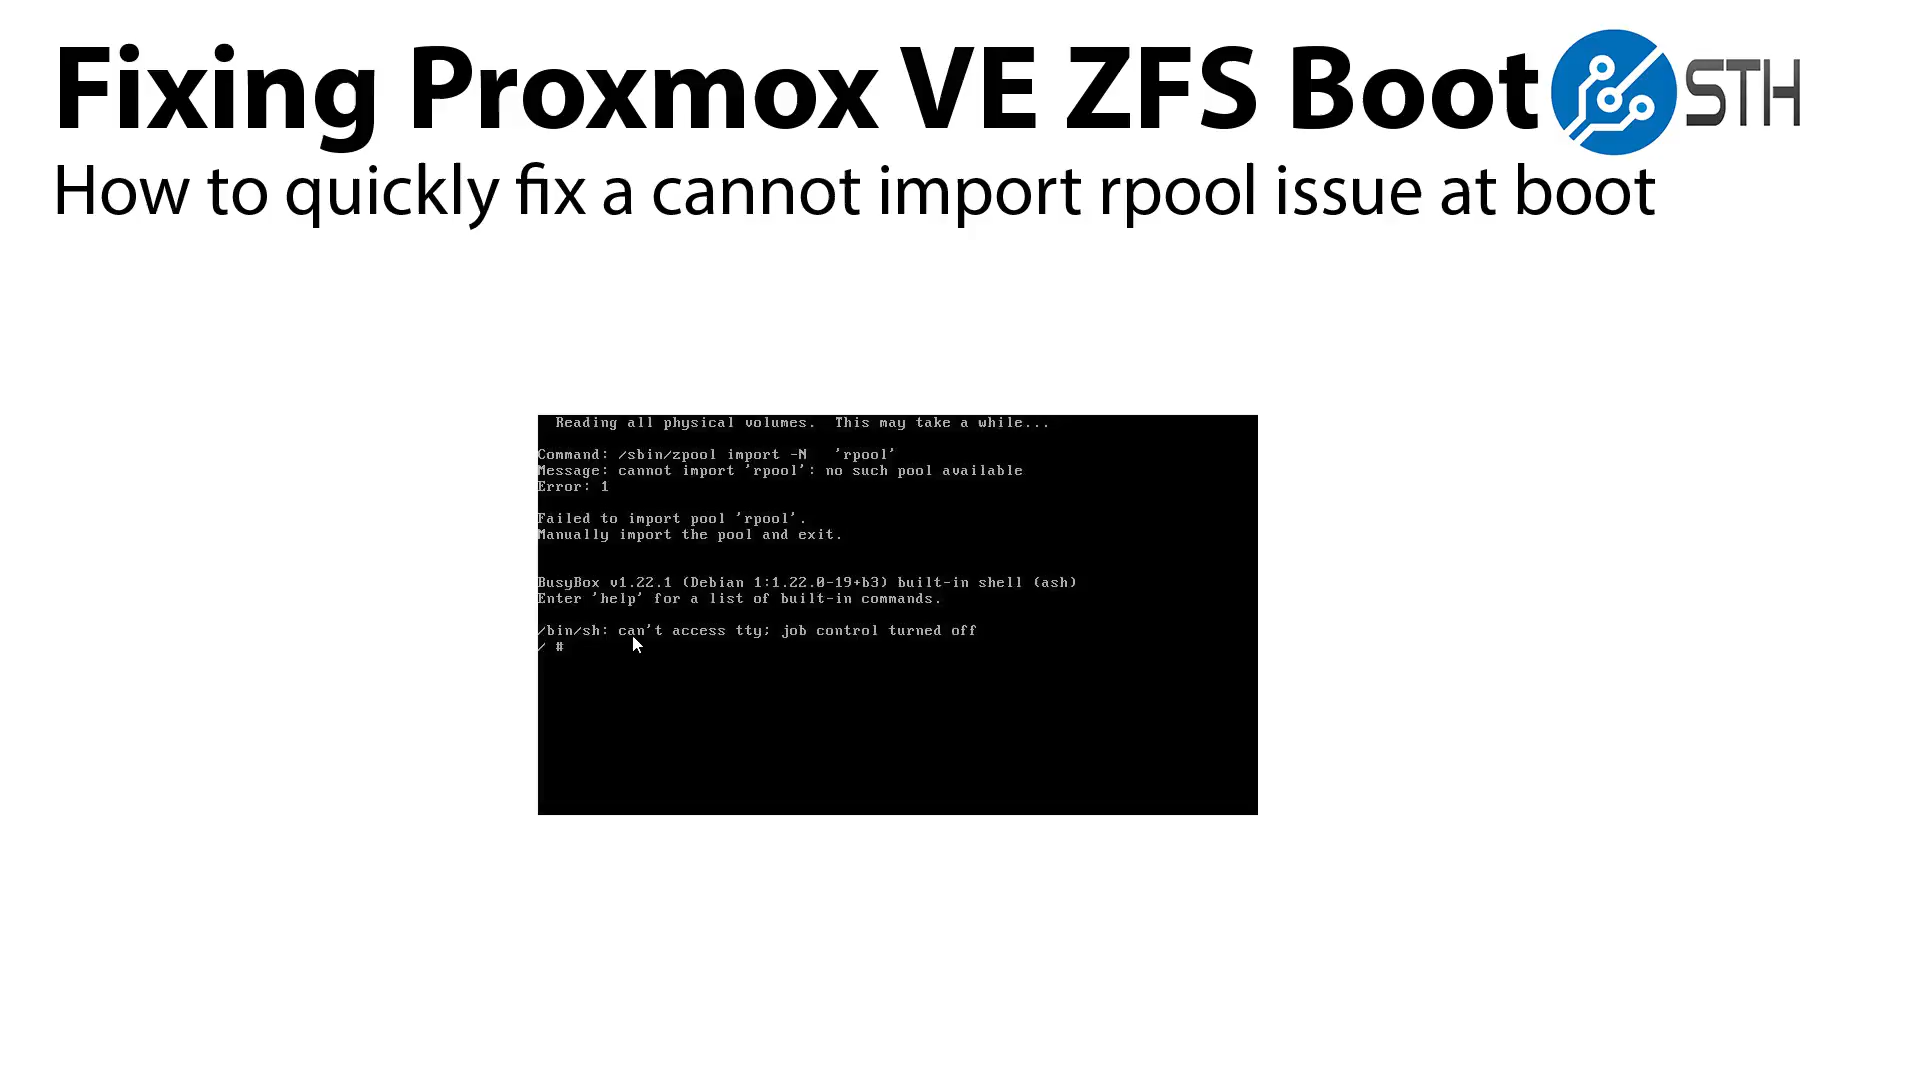 Fixing Proxmox VE ZFS Boot
STH
How to quickly fix a cannot import rpool issue at boot
Reading all physical volumes.  This may take a while...
Command: /sbin/zpool import -N   'rpool'
Message: cannot import 'rpool': no such pool available
Error: 1
Failed to import pool 'rpool'.
Manually import the pool and exit.
BusyBox v1.22.1 (Debian 1:1.22.0-19+b3) built-in shell (ash)
Enter 'help' for a list of built-in commands.
/bin/sh: can't access tty; job control turned off
/ #